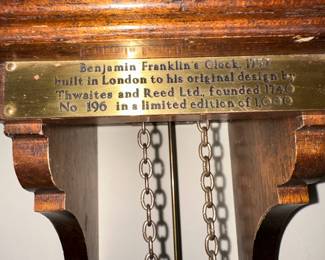 Benjamin Franklin's Clock, 1757
built in London to his original design by
Thwaites and Reed Ltd., founded 1740
No 196 in a limited edition of 1,000